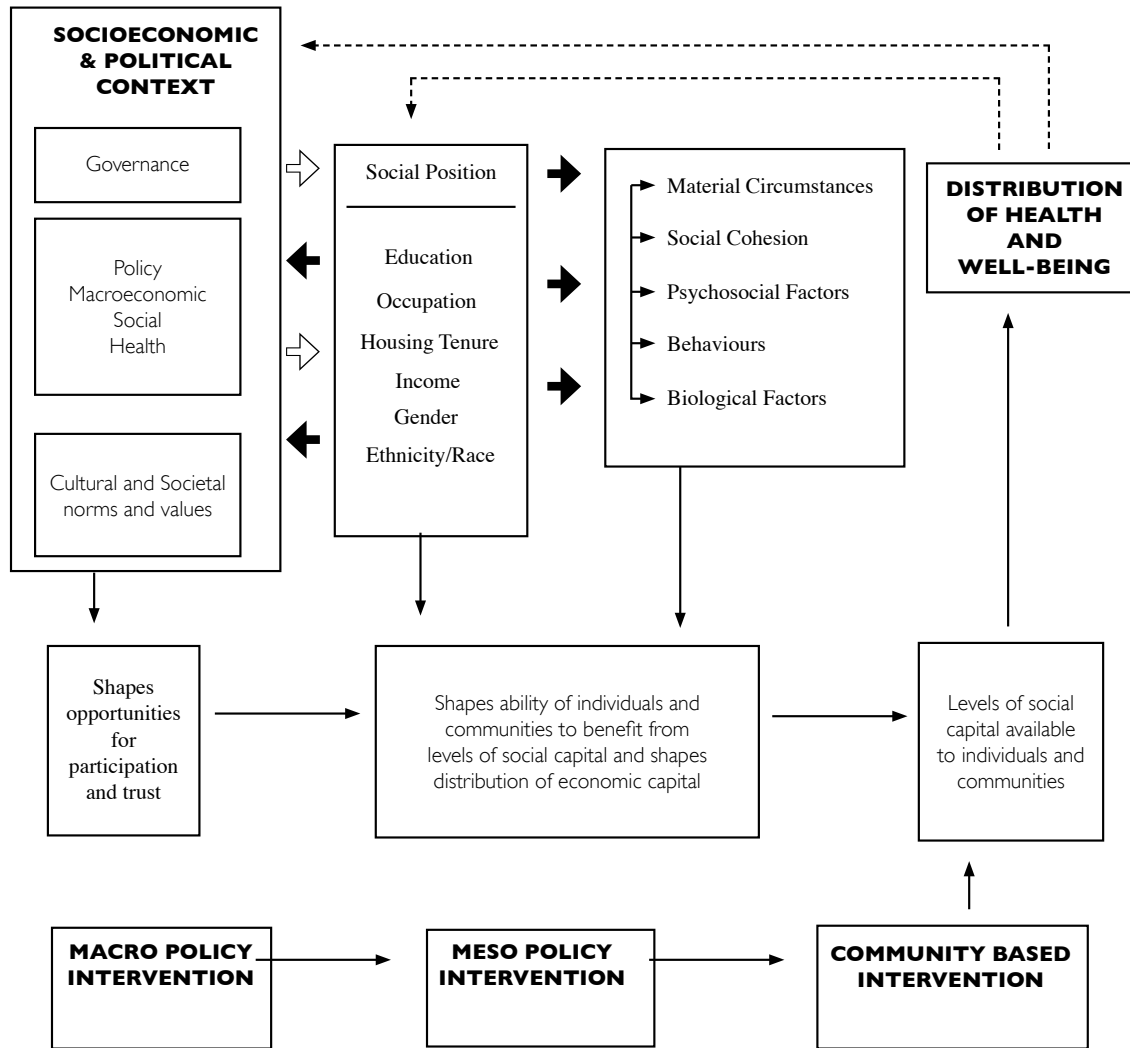 SOCIOECONOMIC
& POLITICAL
CONTEXT
Governance
Policy
Macroeconomic
Social
Health
Cultural and Societal
norms and values
Social Position
Education
Occupation
Housing Tenure
Income
Gender
Ethnicity/Race
Material Circumstances
Social Cohesion
Psychosocial Factors
Behaviours
Biological Factors
DISTRIBUTION
OF HEALTH
AND
WELL-BEING
Shapes
opportunities
for
participation
and trust
Shapes ability of individuals and
communities to benefit from
levels of social capital and shapes
distribution of economic capital
Levels of social
capital available
to individuals and
communities
MACRO POLICY
INTERVENTION
MESO POLICY
INTERVENTION
COMMUNITY BASED
INTERVENTION